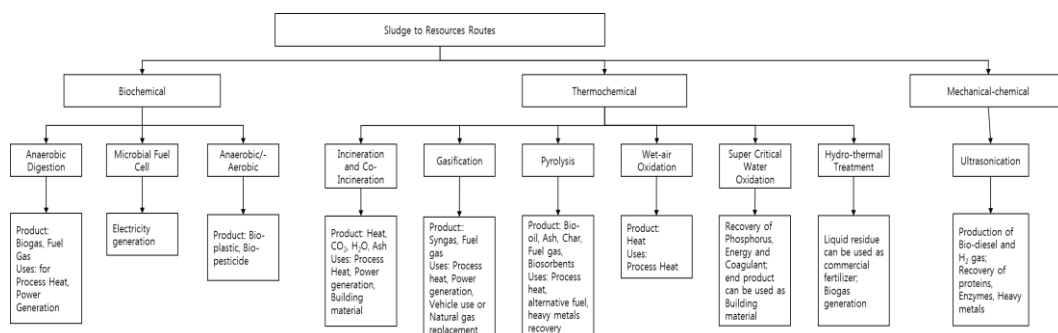 Sludge to Resources Routes
Biochemical
Thermochemical
Mechanical-chemical
Anaerobic
Digestion
Microbial Fuel
Cell
Anaerobic/-
Aerobic
Incineration
and Co-
Incineration
Gasification
Pyrolysis
Wet-air
Oxidation
Super Critical
Water
Oxidation
Hydro-thermal
Treatment
Ultrasonication
Product:
Biogas, Fuel
Gas
Uses: for
Process Heat,
Power
Generation
Electricity
generation
Product: Bio-
plastic, Bio-
pesticide
Product: Heat,
CO₂, H₂O, Ash
Uses: Process
Heat, Power
generation,
Building
material
Product:
Syngas, Fuel
gas
Uses: Process
heat, Power
generation,
Vehicle use or
Natural gas
replacement
Product: Bio-
oil, Ash, Char,
Fuel gas,
Biosorbents
Uses: Process
heat,
alternative fuel,
heavy metals
recovery
Product:
Heat
Uses:
Process Heat
Recovery of
Phosphorus,
Energy and
Coagulant;
end product
can be used as
Building
material
Liquid residue
can be used as
commercial
fertilizer;
Biogas
generation
Production of
Bio-diesel and
H₂ gas;
Recovery of
proteins,
Enzymes, Heavy
metals